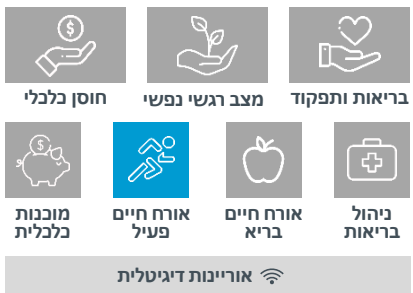 בריאות ותפקוד
מצב רגשי נפשי
חוסן כלכלי
ניהול
בריאות
אורח חיים
בריא
אורח חיים
פעיל
מוכנות
כלכלית
אוריינות דיגיטלית